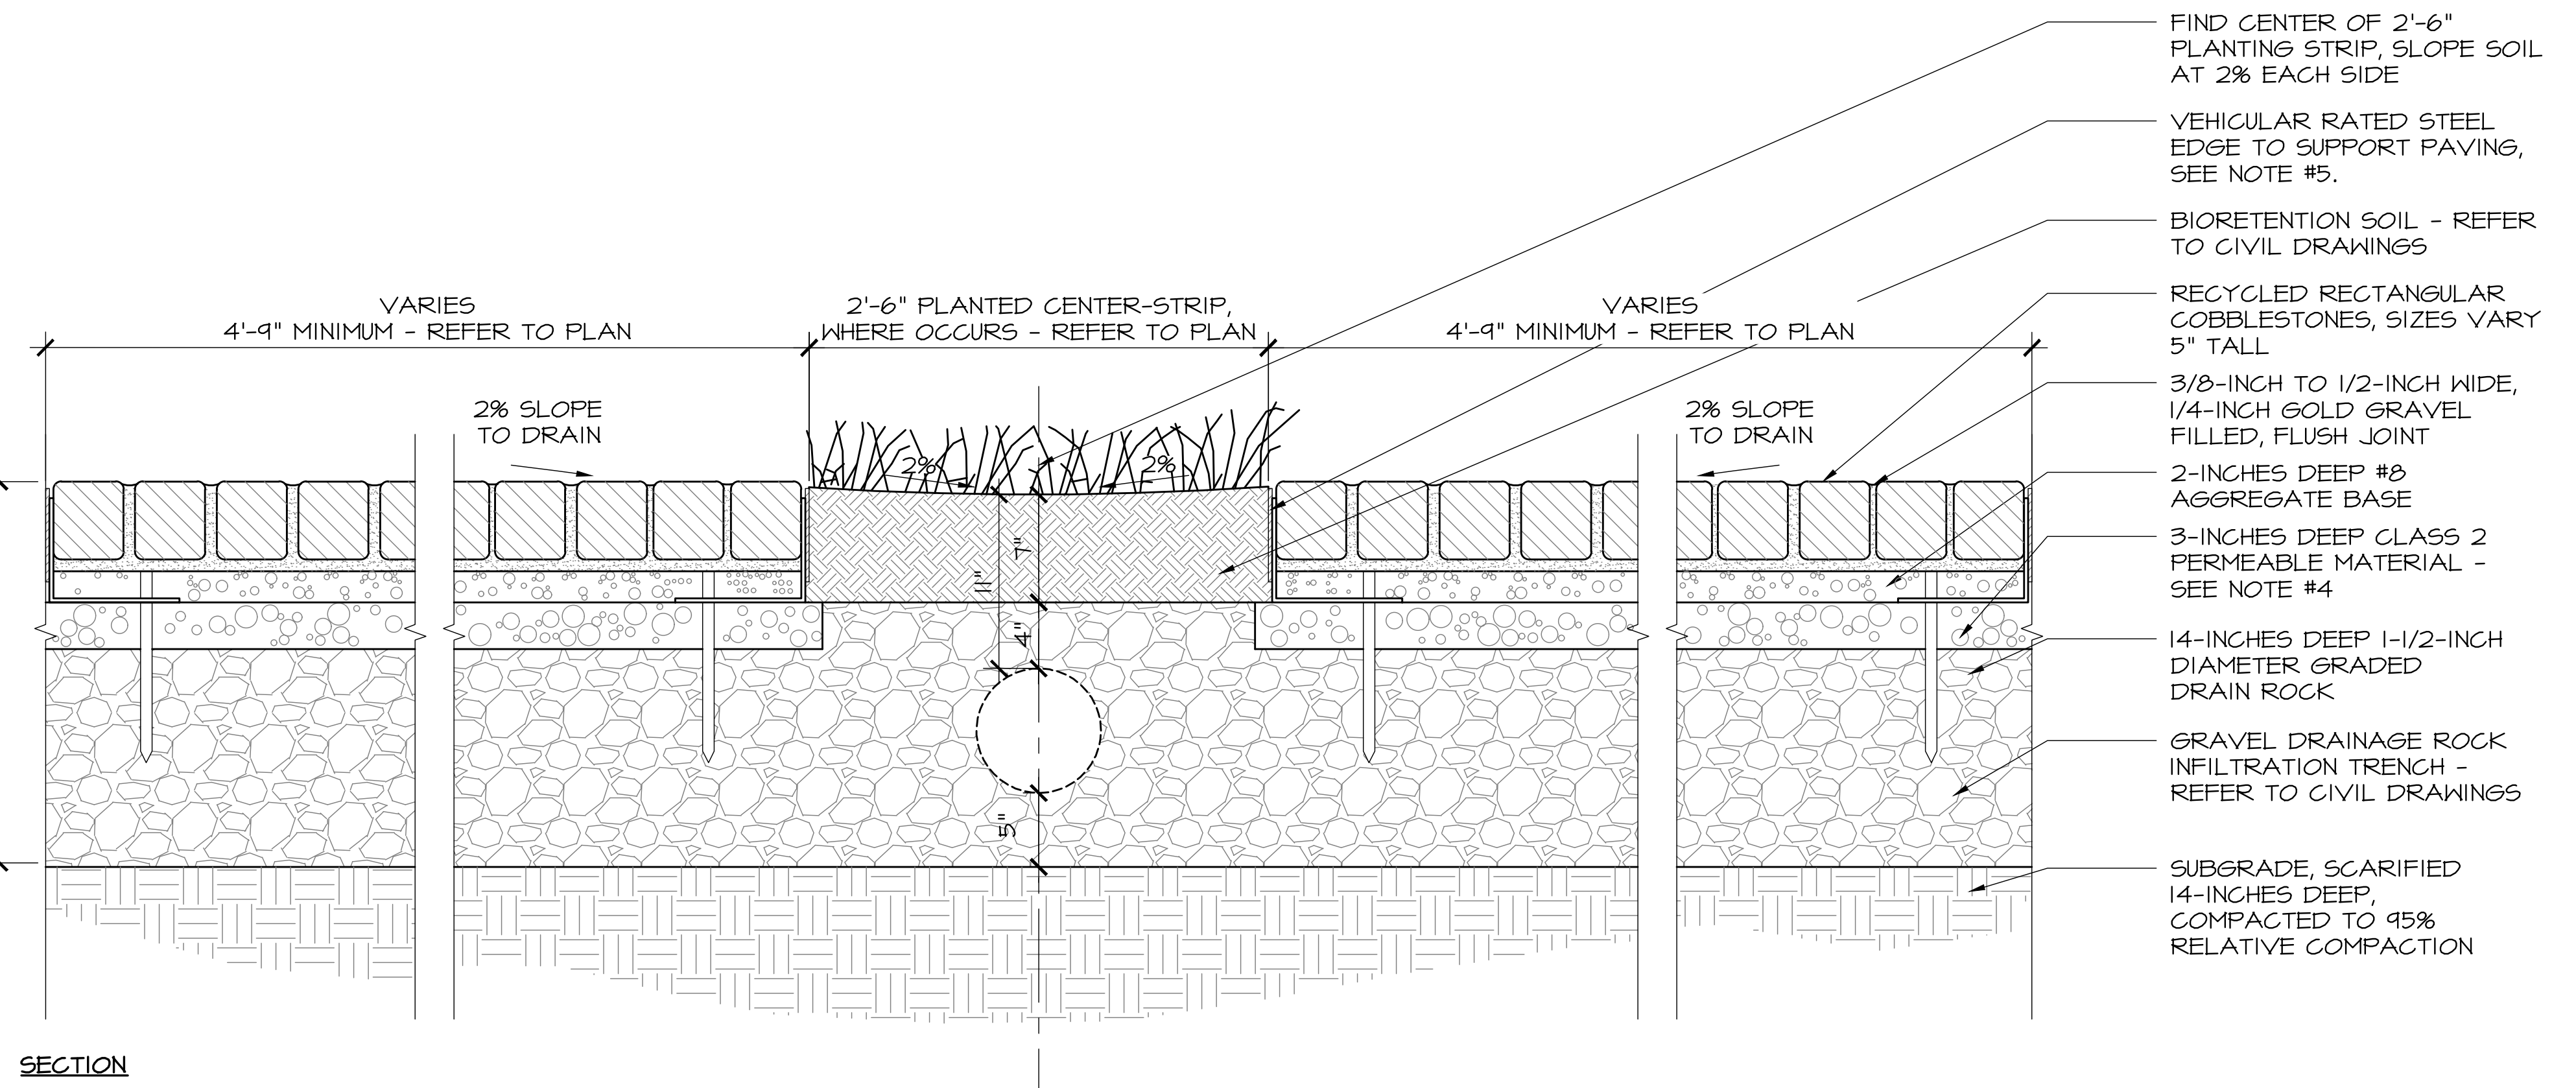 FIND CENTER OF 2'-6"
PLANTING STRIP, SLOPE SOIL
AT 2% EACH SIDE
VEHICULAR RATED STEEL
EDGE TO SUPPORT PAVING,
SEE NOTE #5.
BIORETENTION SOIL - REFER
TO CIVIL DRAWINGS
VARIES
4'-9" MINIMUM - REFER TO PLAN
2'-6" PLANTED CENTER-STRIP,
WHERE OCCURS - REFER TO PLAN
VARIES
4'-9" MINIMUM - REFER TO PLAN
RECYCLED RECTANGULAR
COBBLESTONES, SIZES VARY
5" TALL
3/8-INCH TO 1/2-INCH WIDE,
1/4-INCH GOLD GRAVEL
FILLED, FLUSH JOINT
2% SLOPE
TO DRAIN
2%
2%
2% SLOPE
TO DRAIN
2-INCHES DEEP #8
AGGREGATE BASE
3-INCHES DEEP CLASS 2
PERMEABLE MATERIAL -
SEE NOTE #4
7"
11"
4"
5"
14-INCHES DEEP 1-1/2-INCH
DIAMETER GRADED
DRAIN ROCK
GRAVEL DRAINAGE ROCK
INFILTRATION TRENCH -
REFER TO CIVIL DRAWINGS
SUBGRADE, SCARIFIED
14-INCHES DEEP,
COMPACTED TO 95%
RELATIVE COMPACTION
SECTION